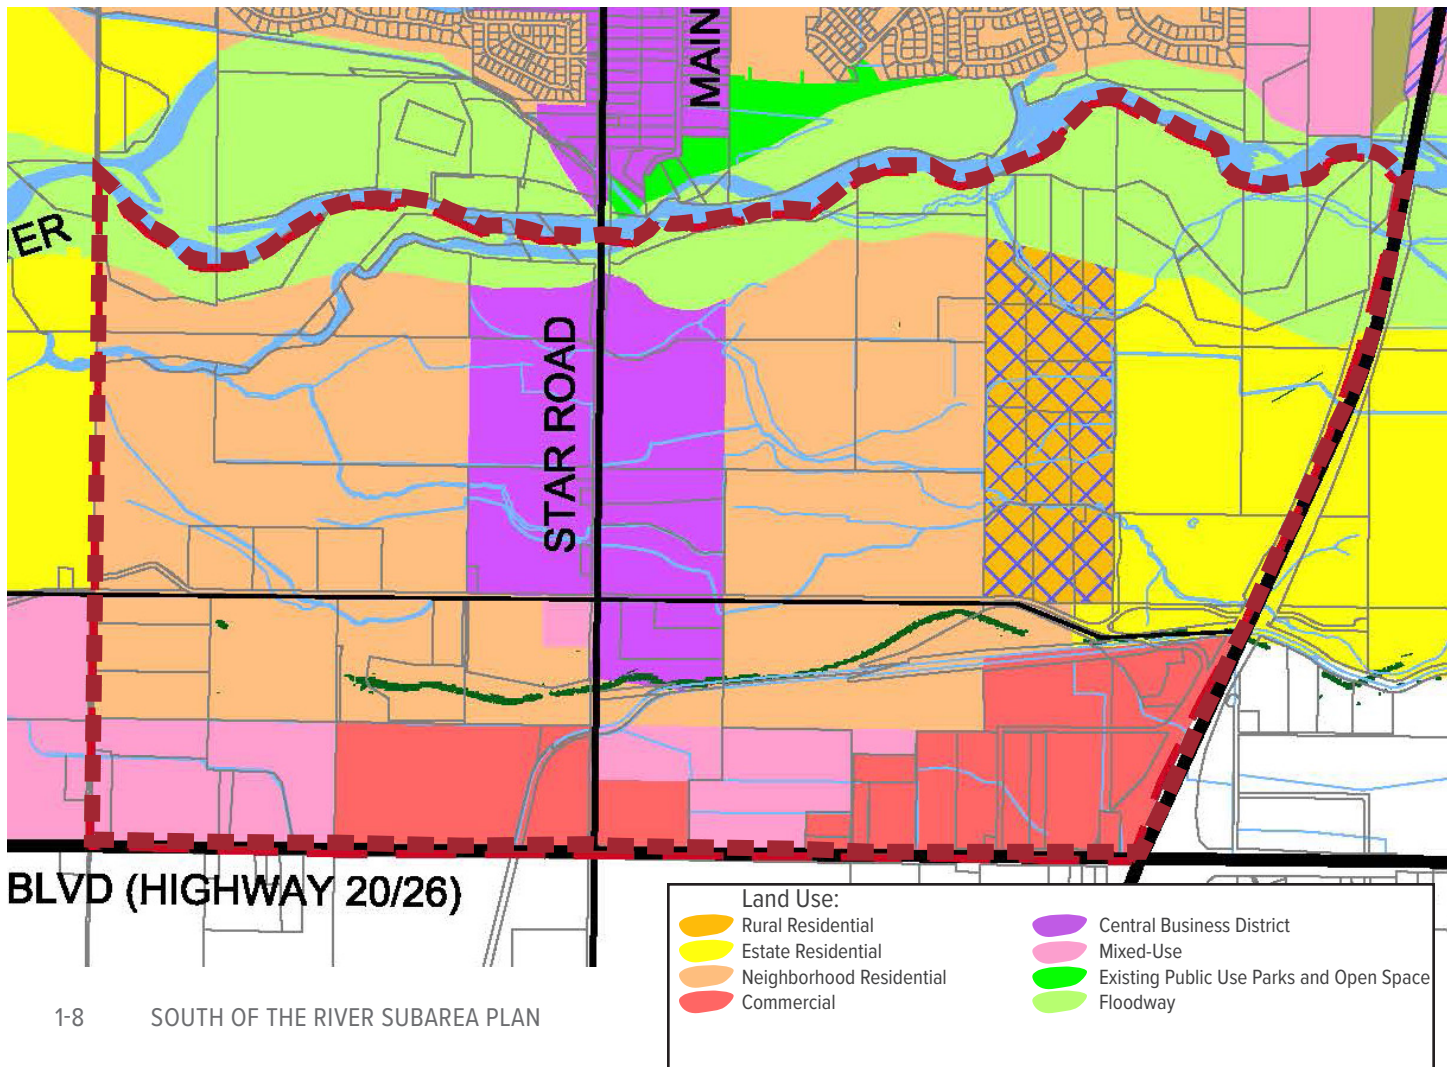 MAIN
VER
STAR ROAD
BLVD (HIGHWAY 20/26)
Land Use:
Rural Residential
Estate Residential
Neighborhood Residential
Commercial
Central Business District
Mixed-Use
Existing Public Use Parks and Open Space
Floodway
1-8 SOUTH OF THE RIVER SUBAREA PLAN